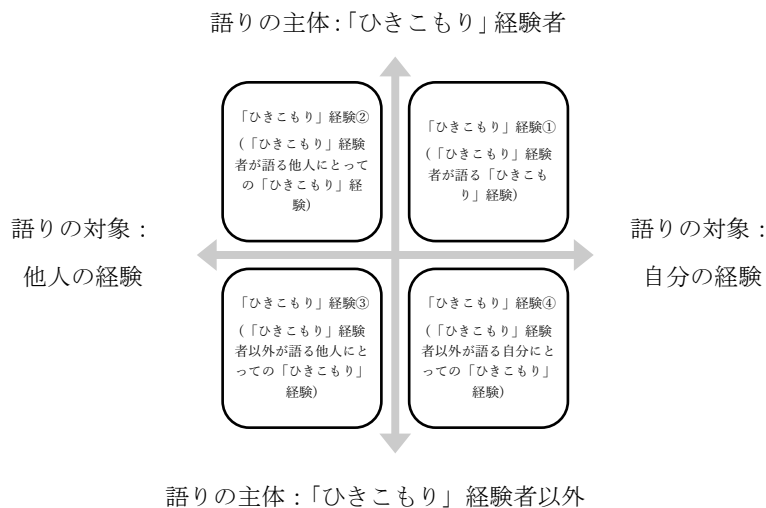 語りの主体：「ひきこもり」経験者
「ひきこもり」経験②
（「ひきこもり」経験
者が語る他人にとって
の「ひきこもり」経
験）
「ひきこもり」経験①
（「ひきこもり」経験
者が語る「ひきこも
り」経験）
語りの対象：
他人の経験
語りの対象：
自分の経験
「ひきこもり」経験③
（「ひきこもり」経験
者以外が語る他人にと
っての「ひきこもり」
経験）
「ひきこもり」経験④
（「ひきこもり」経験
者以外が語る自分にと
っての「ひきこもり」
経験）
語りの主体：「ひきこもり」経験者以外